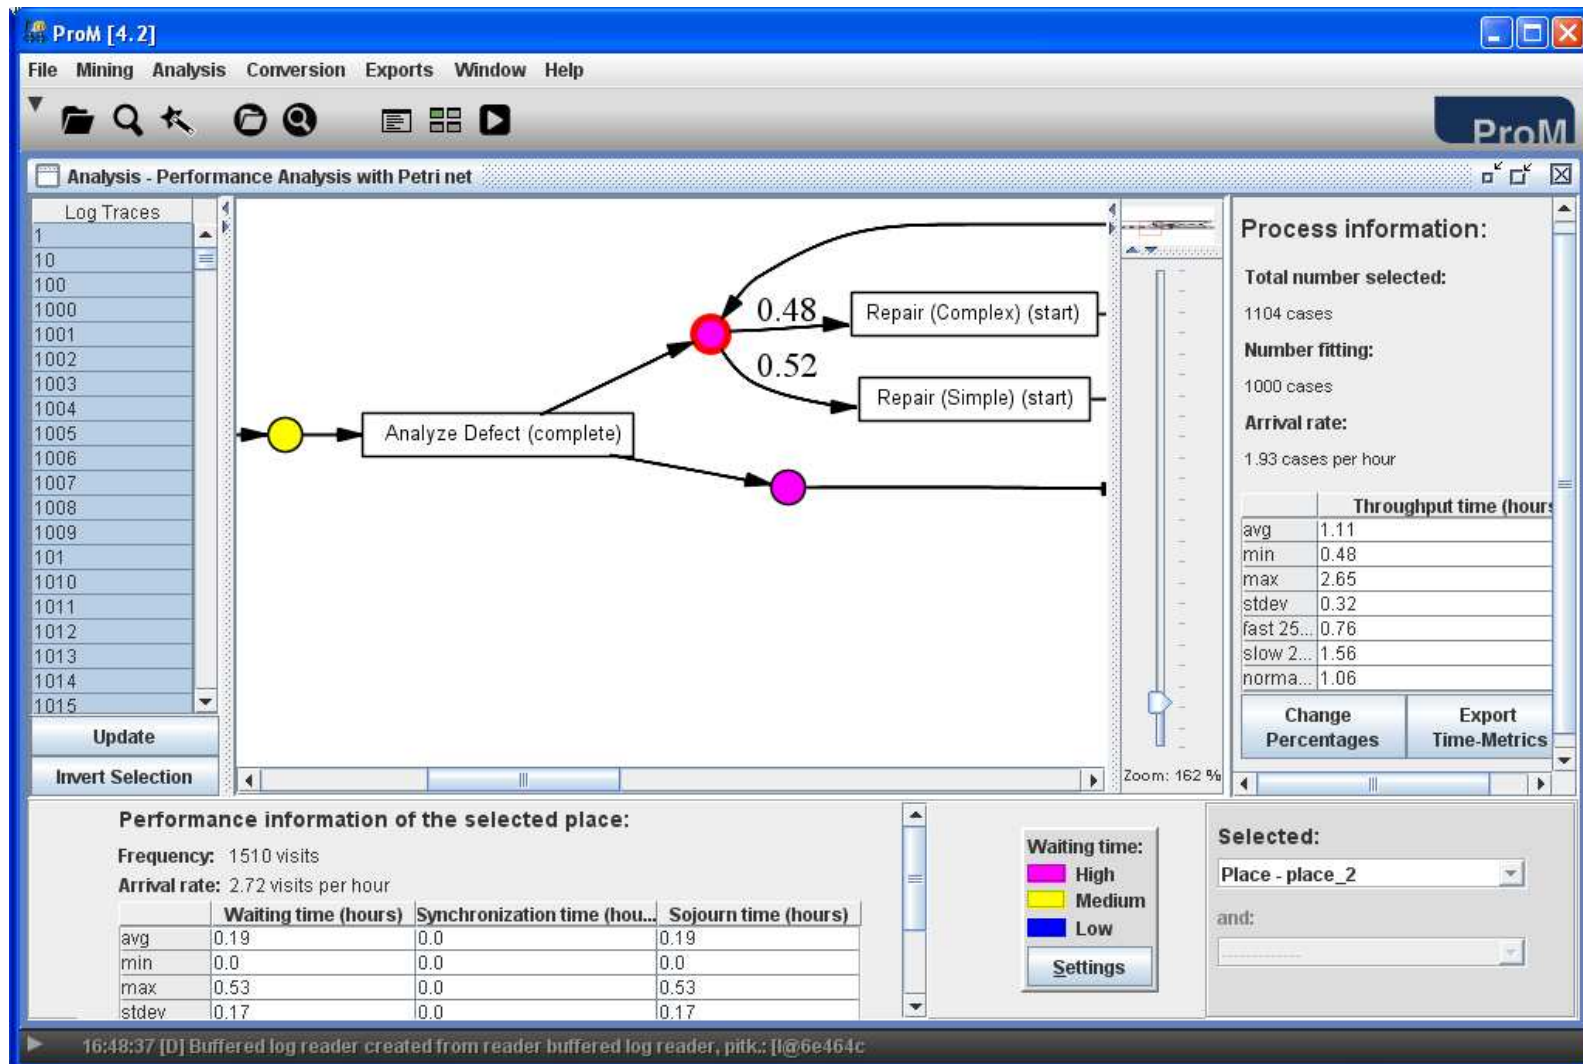 ProM [4.2]
File Mining Analysis Conversion Exports Window Help
ProM
Analysis - Performance Analysis with Petri net
Log Traces
1
10
100
1000
1001
1002
1003
1004
1005
1006
1007
1008
1009
101
1010
1011
1012
1013
1014
1015
Update
Invert Selection
0.48
Repair (Complex) (start)
0.52
Repair (Simple) (start)
Analyze Defect (complete)
Zoom: 162 %
Process information:
Total number selected:
1104 cases
Number fitting:
1000 cases
Arrival rate:
1.93 cases per hour
Throughput time (hours
avg 1.11
min 0.48
max 2.65
stdev 0.32
fast 25... 0.76
slow 2... 1.56
norma... 1.06
Change Percentages
Export Time-Metrics
Performance information of the selected place:
Frequency: 1510 visits
Arrival rate: 2.72 visits per hour
Waiting time (hours) Synchronization time (hou... Sojourn time (hours)
avg 0.19 0.0 0.19
min 0.0 0.0 0.0
max 0.53 0.0 0.53
stdev 0.17 0.0 0.17
Waiting time:
High
Medium
Low
Settings
Selected:
Place - place_2
and:
------------
16:48:37 [D] Buffered log reader created from reader buffered log reader, pitk.: [I@6e464c